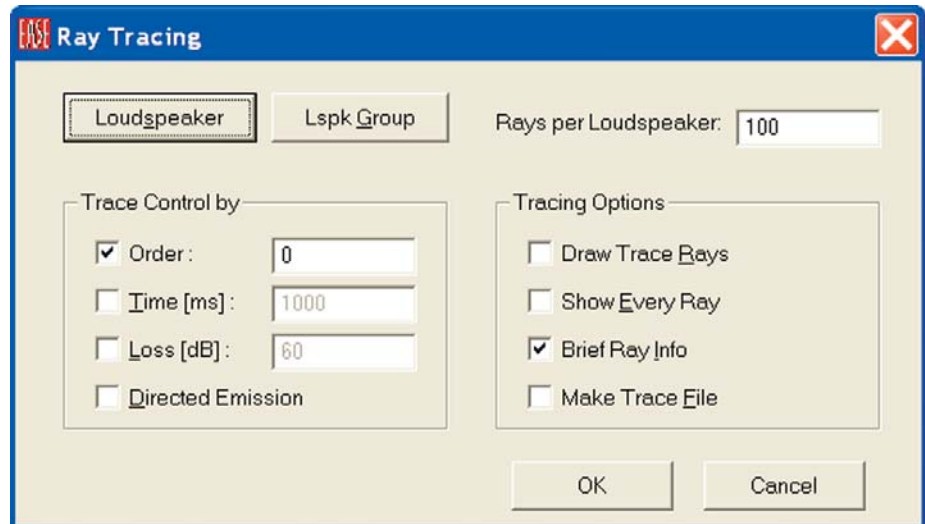 EASE Ray Tracing
Loudspeaker Lspk Group Rays per Loudspeaker: 100
Trace Control by
Order : 0
Time [ms] : 1000
Loss [dB] : 60
Directed Emission
Tracing Options
Draw Trace Rays
Show Every Ray
Brief Ray Info
Make Trace File
OK Cancel